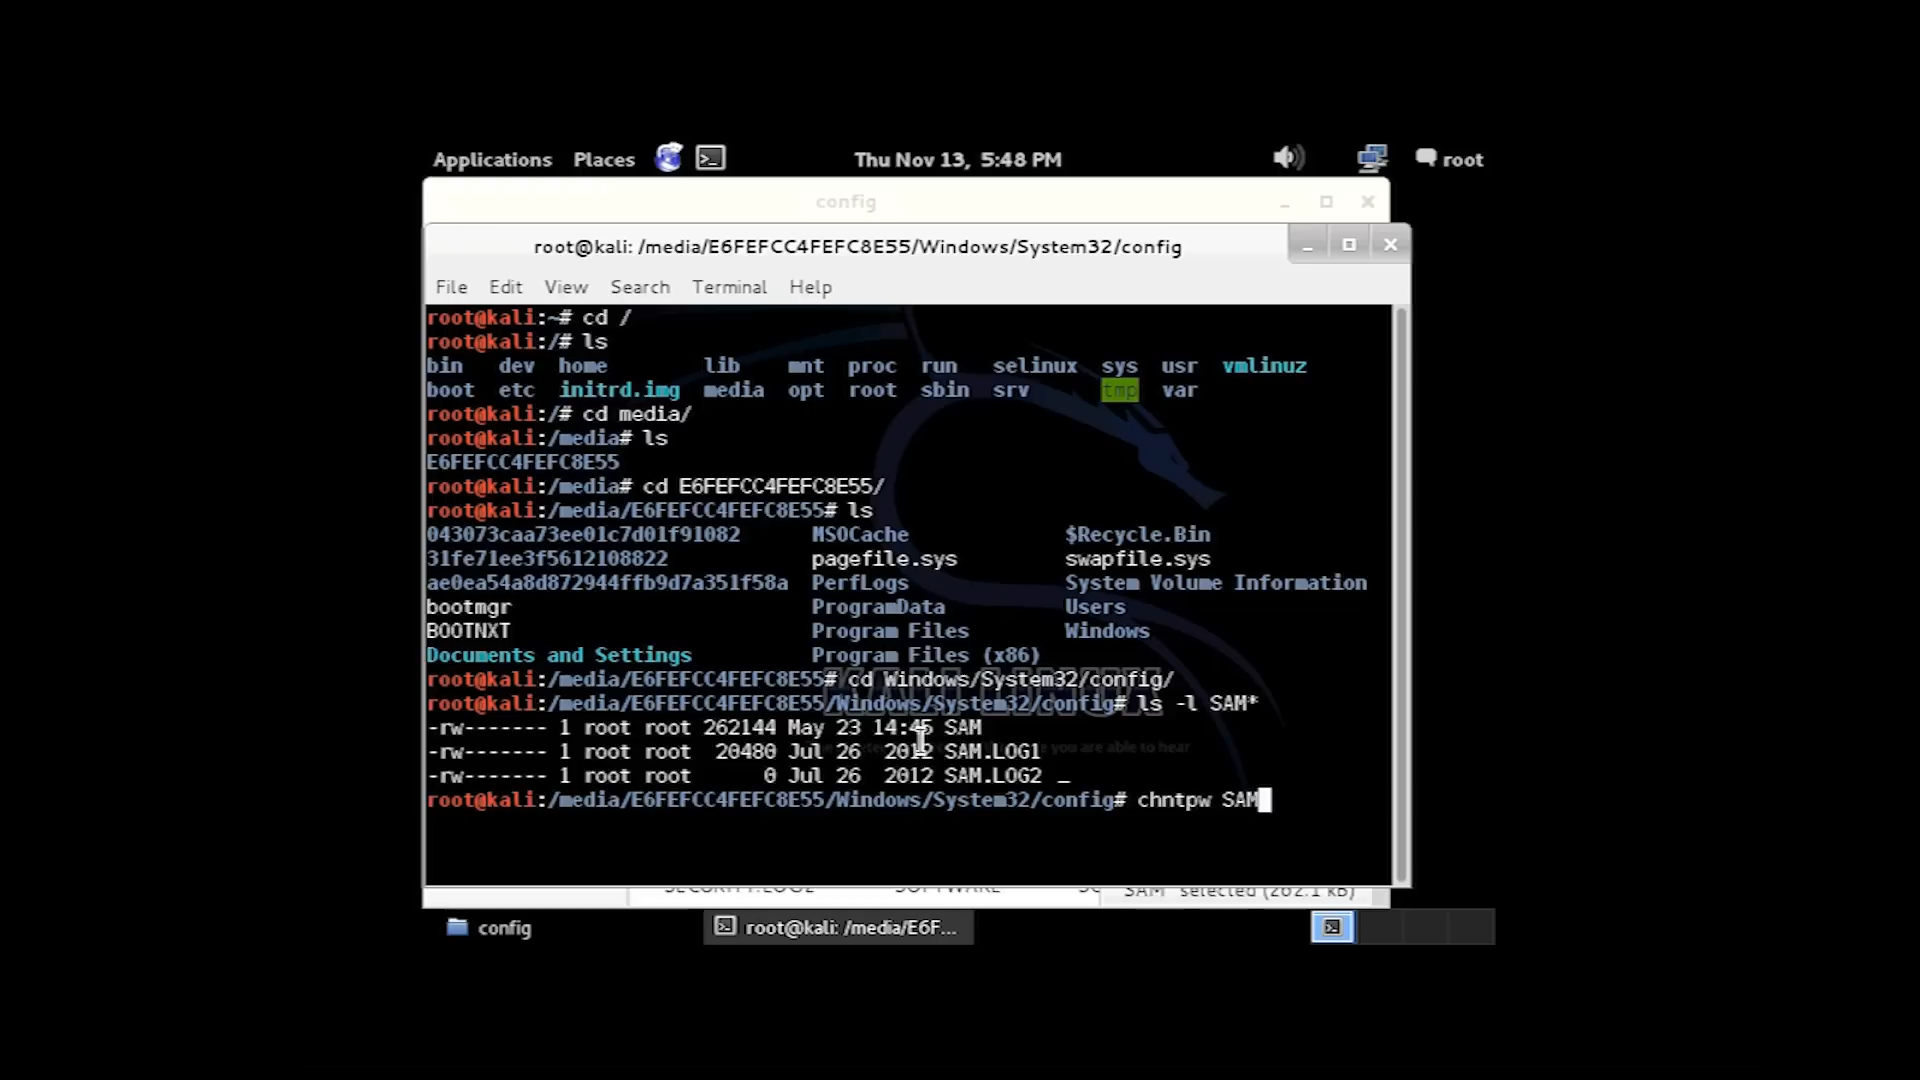 Applications Places Thu Nov 13, 5:48 PM root
config
root@kali: /media/E6FEFCC4FEFC8E55/Windows/System32/config
File Edit View Search Terminal Help
root@kali:~# cd /
root@kali:/# ls
bin dev home lib mnt proc run selinux sys usr vmlinuz
boot etc initrd.img media opt root sbin srv tmp var
root@kali:/# cd media/
root@kali:/media# ls
E6FEFCC4FEFC8E55
root@kali:/media# cd E6FEFCC4FEFC8E55/
root@kali:/media/E6FEFCC4FEFC8E55# ls
043073caa73ee01c7d01f91082 MSOCache $Recycle.Bin
31fe71ee3f5612108822 pagefile.sys swapfile.sys
ae0ea54a8d872944ffb9d7a351f58a PerfLogs System Volume Information
bootmgr ProgramData Users
BOOTNXT Program Files Windows
Documents and Settings Program Files (x86)
root@kali:/media/E6FEFCC4FEFC8E55# cd Windows/System32/config/
root@kali:/media/E6FEFCC4FEFC8E55/Windows/System32/config# ls -l SAM*
-rw------- 1 root root 262144 May 23 14:45 SAM
-rw------- 1 root root 20480 Jul 26 2012 SAM.LOG1
-rw------- 1 root root 0 Jul 26 2012 SAM.LOG2 _
root@kali:/media/E6FEFCC4FEFC8E55/Windows/System32/config# chntpw SAM
SECURITY.LOG2 SOFTWARE "SAM" selected (262.1 kB)
config root@kali: /media/E6F...